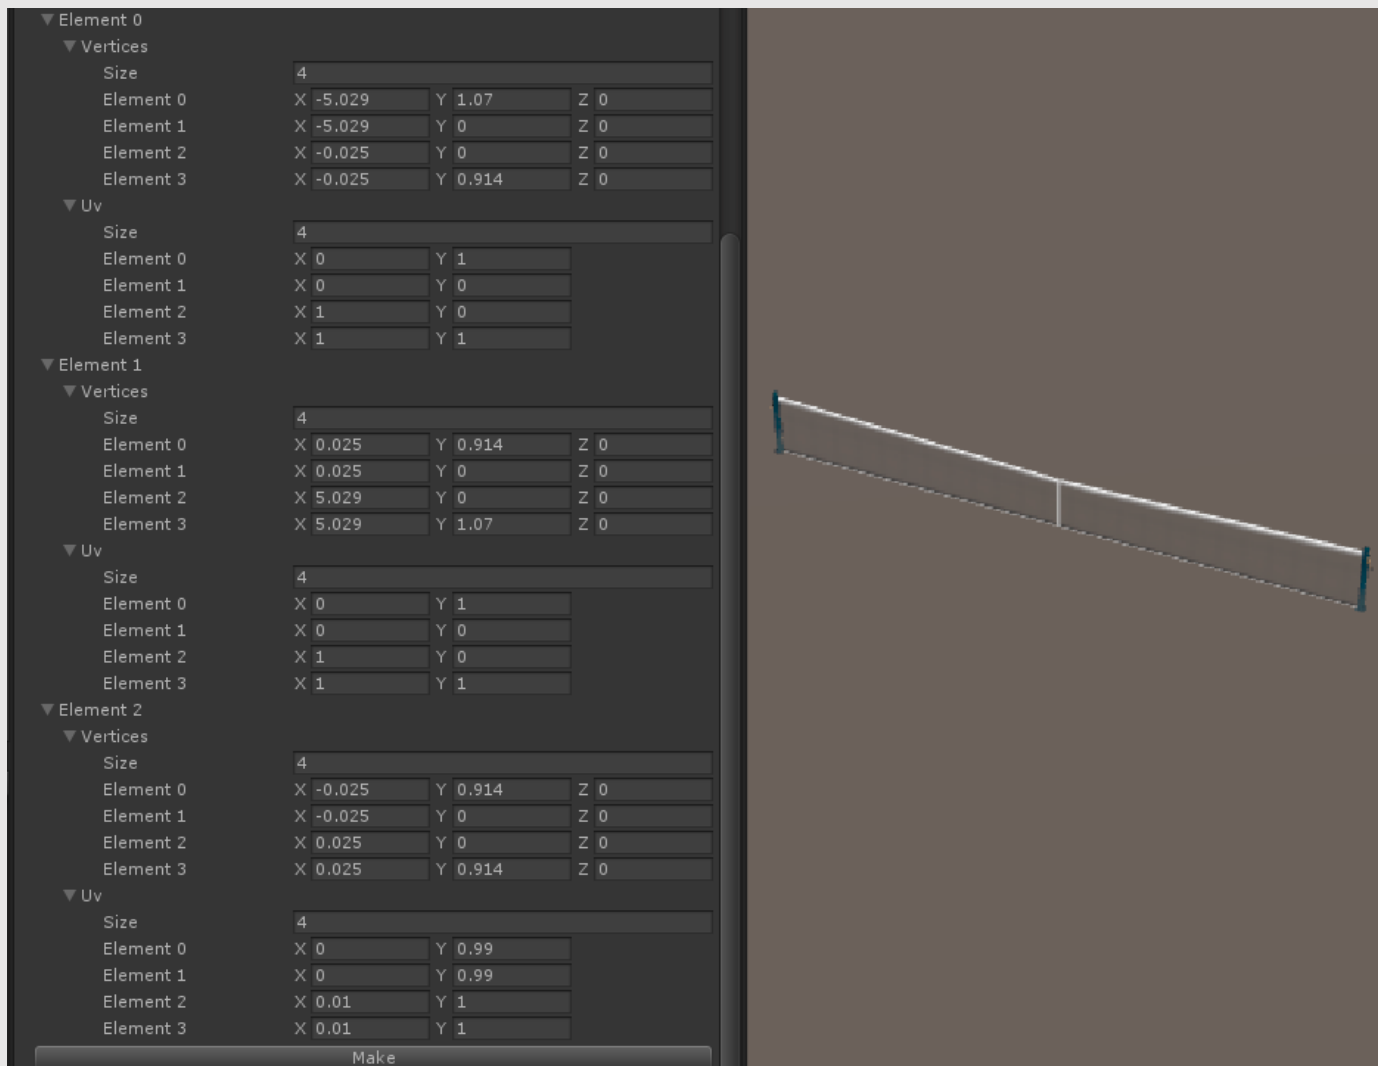 Element 0
Vertices
Size 4
Element 0 X -5.029 Y 1.07 Z 0
Element 1 X -5.029 Y 0 Z 0
Element 2 X -0.025 Y 0 Z 0
Element 3 X -0.025 Y 0.914 Z 0
Uv
Size 4
Element 0 X 0 Y 1
Element 1 X 0 Y 0
Element 2 X 1 Y 0
Element 3 X 1 Y 1
Element 1
Vertices
Size 4
Element 0 X 0.025 Y 0.914 Z 0
Element 1 X 0.025 Y 0 Z 0
Element 2 X 5.029 Y 0 Z 0
Element 3 X 5.029 Y 1.07 Z 0
Uv
Size 4
Element 0 X 0 Y 1
Element 1 X 0 Y 0
Element 2 X 1 Y 0
Element 3 X 1 Y 1
Element 2
Vertices
Size 4
Element 0 X -0.025 Y 0.914 Z 0
Element 1 X -0.025 Y 0 Z 0
Element 2 X 0.025 Y 0 Z 0
Element 3 X 0.025 Y 0.914 Z 0
Uv
Size 4
Element 0 X 0 Y 0.99
Element 1 X 0 Y 0.99
Element 2 X 0.01 Y 1
Element 3 X 0.01 Y 1
Make